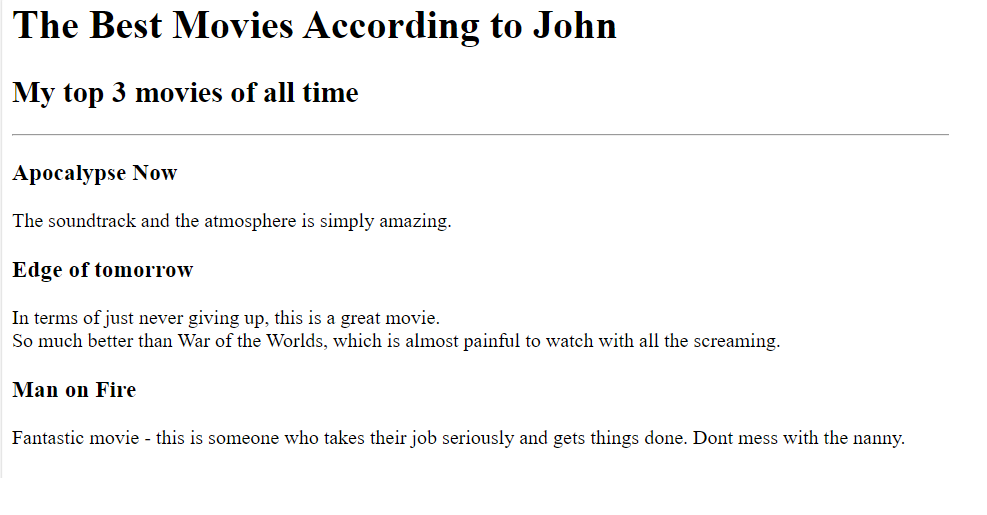 The Best Movies According to John
My top 3 movies of all time
Apocalypse Now
The soundtrack and the atmosphere is simply amazing.
Edge of tomorrow
In terms of just never giving up, this is a great movie.
So much better than War of the Worlds, which is almost painful to watch with all the screaming.
Man on Fire
Fantastic movie - this is someone who takes their job seriously and gets things done. Dont mess with the nanny.